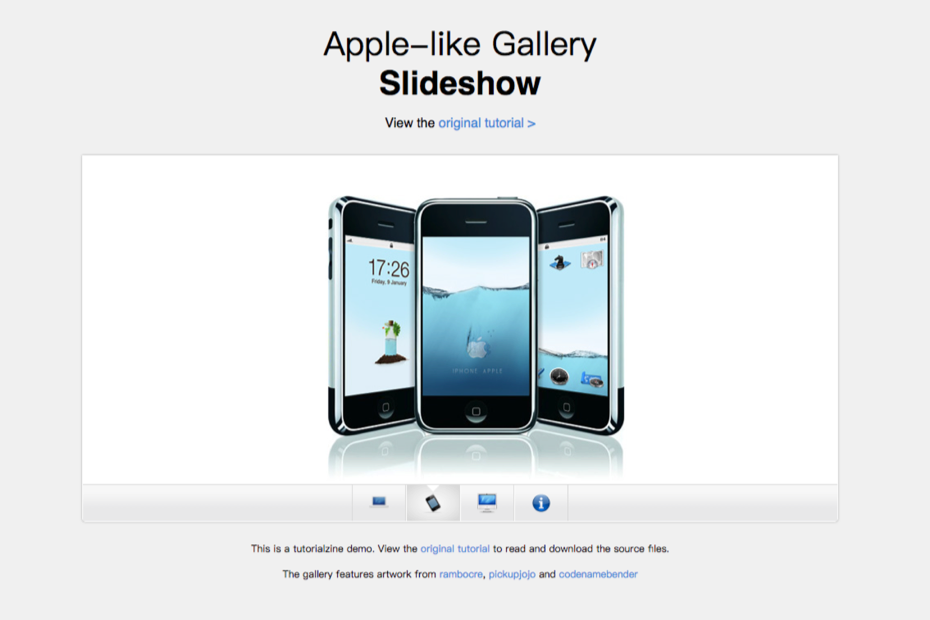 Apple-like Gallery
Slideshow
View the original tutorial >
17:26
Friday, 9 January
IPHONE APPLE
This is a tutorialzine demo. View the original tutorial to read and download the source files.
The gallery features artwork from rambocre, pickupjojo and codenamebender